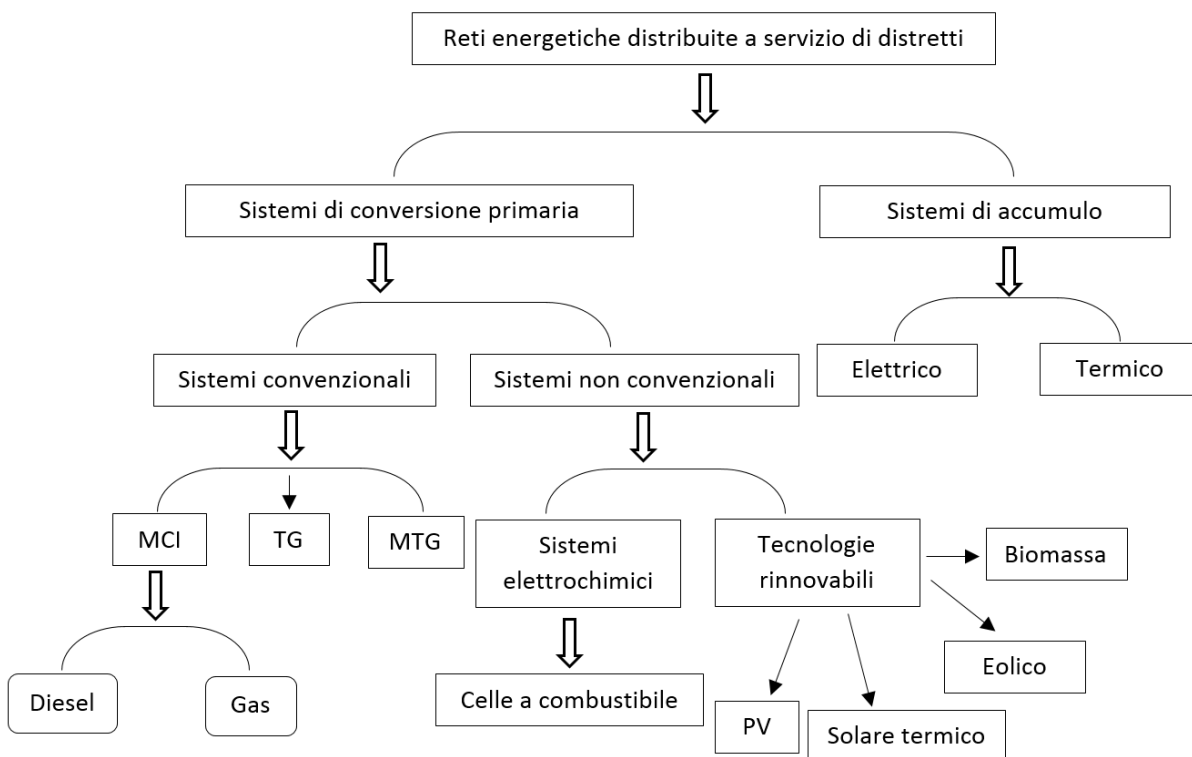 Reti energetiche distribuite a servizio di distretti
Sistemi di conversione primaria
Sistemi di accumulo
Sistemi convenzionali
Sistemi non convenzionali
Elettrico
Termico
MCI
TG
MTG
Sistemi
elettrochimici
Tecnologie
rinnovabili
Biomassa
Eolico
Diesel
Gas
Celle a combustibile
PV
Solare termico